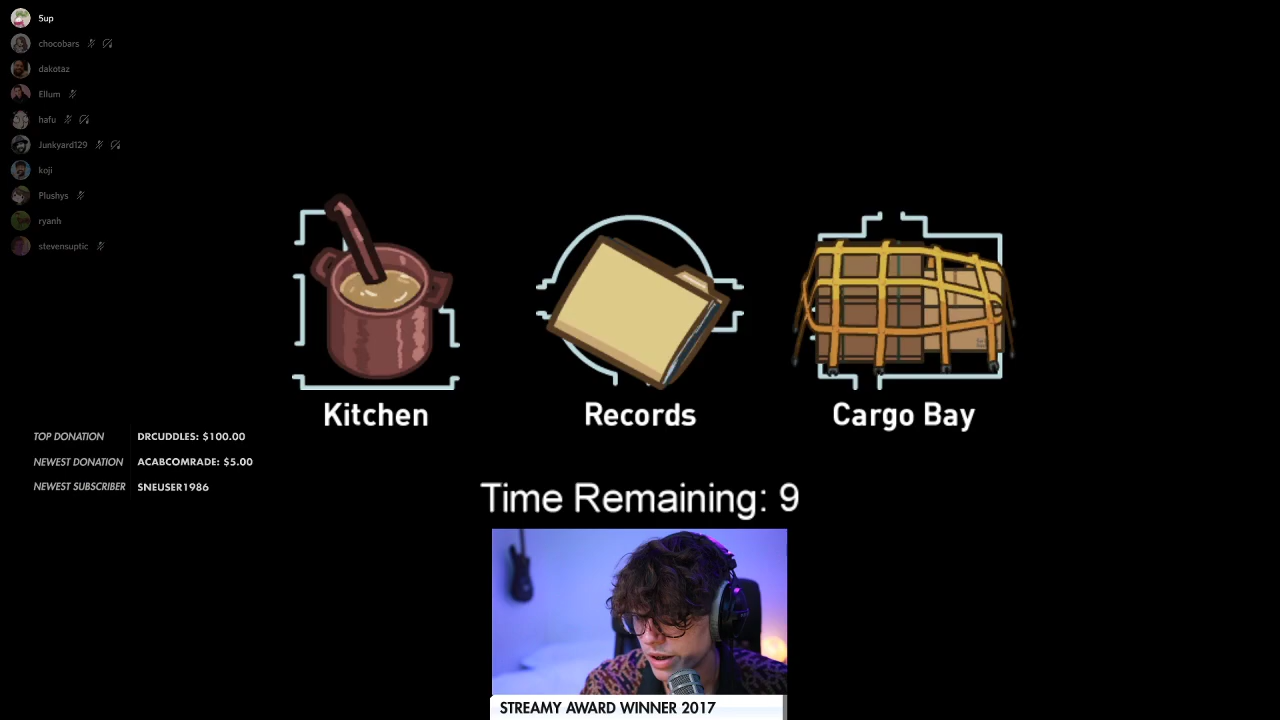 5up
chocobars
dakotaz
Ellum
hafu
Junkyard129
koji
Plushys
ryanh
stevensuptic
Kitchen
Records
Cargo Bay
TOP DONATION DRCUDDLES: $100.00
NEWEST DONATION ACABCOMRADE: $5.00
NEWEST SUBSCRIBER SNEUSER1986
Time Remaining: 9
STREAMY AWARD WINNER 2017